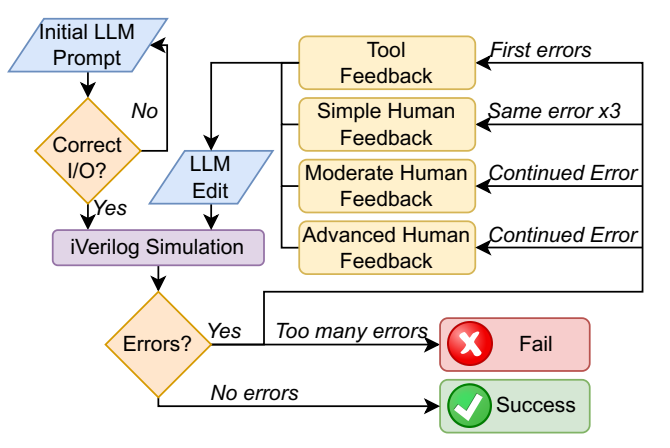 Initial LLM
Prompt
No
Correct
I/O?
Yes
LLM
Edit
iVerilog Simulation
Tool
Feedback
First errors
Simple Human
Feedback
Same error x3
Moderate Human
Feedback
Continued Error
Advanced Human
Feedback
Continued Error
Errors?
Yes
Too many errors
Fail
No errors
Success